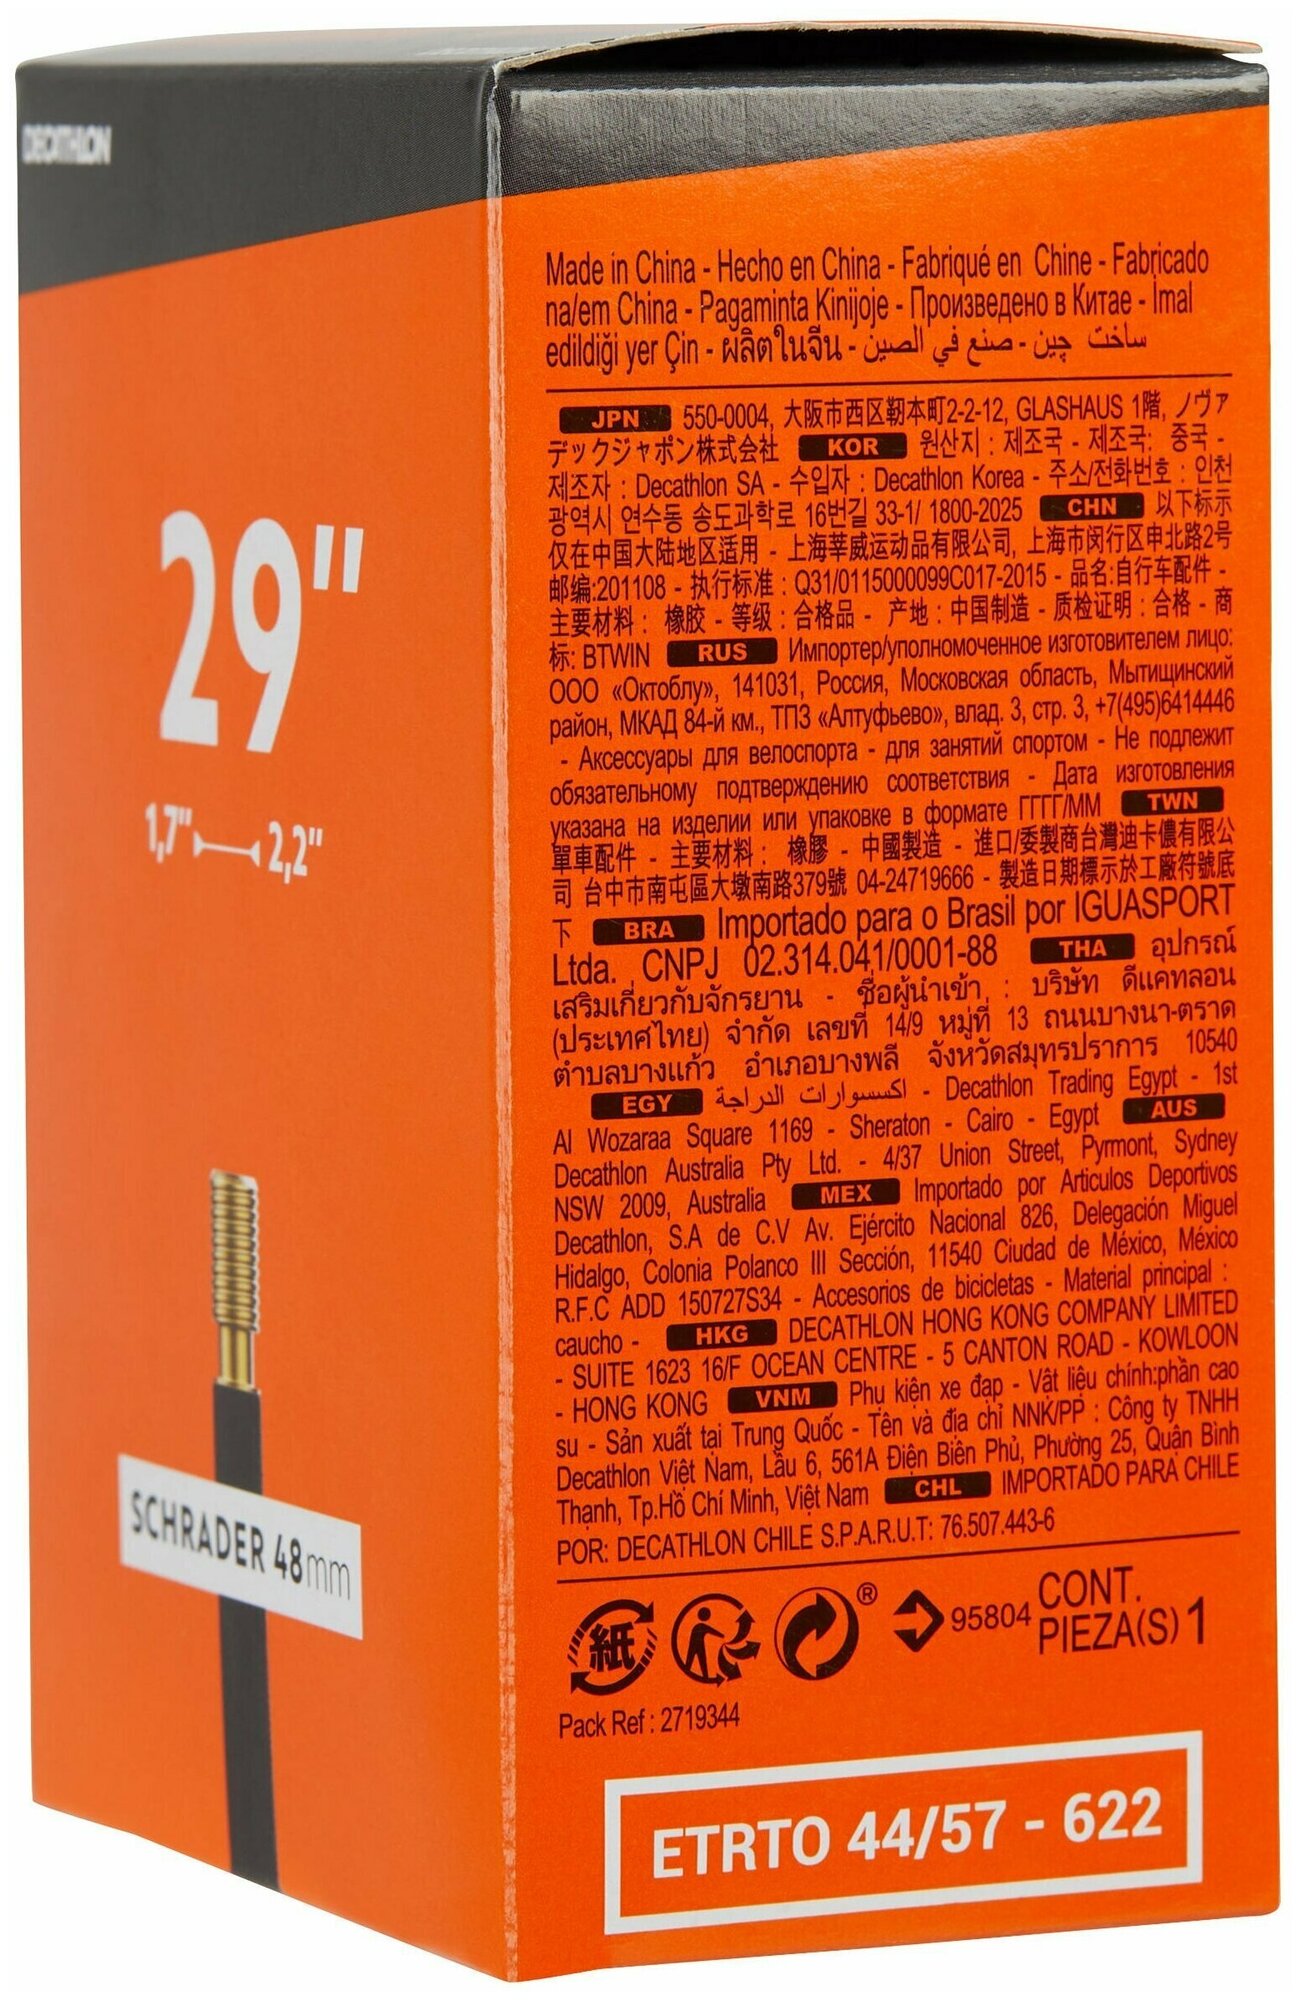 DECATHLON
29"
1,7" 2,2"
SCHRADER 48mm
Made in China - Hecho en China - Fabriqué en Chine - Fabricado
na/em China - Pagaminta Kinijoje - Произведено в Китае - İmal
edildiği yer Çin - ผลิตในจีน - ساخت چین - صنع في الصين
JPN 550-0004, 大阪市西区靭本町2-2-12, GLASHAUS 1階, ノヴァ
デックジャポン株式会社 KOR 원산지 : 제조국 - 제조국: 중국 -
제조자 : Decathlon SA - 수입자 : Decathlon Korea - 주소/전화번호 : 인천
광역시 연수동 송도과학로 16번길 33-1/ 1800-2025 CHN 以下标示
仅在中国大陆地区适用 - 上海莘威运动品有限公司, 上海市闵行区申北路2号
邮编:201108 - 执行标准 : Q31/0115000099C017-2015 - 品名:自行车配件 -
主要材料 : 橡胶 - 等级 : 合格品 - 产地 : 中国制造 - 质检证明 : 合格 - 商
标: BTWIN RUS Импортер/уполномоченное изготовителем лицо:
ООО «Октоблу», 141031, Россия, Московская область, Мытищинский
район, МКАД 84-й км., ТПЗ «Алтуфьево», влад. 3, стр. 3, +7(495)6414446
- Аксессуары для велоспорта - для занятий спортом - Не подлежит
обязательному подтверждению соответствия - Дата изготовления
указана на изделии или упаковке в формате ГГГГ/ММ TWN
單車配件 - 主要材料 : 橡膠 - 中國製造 - 進口/委製商台灣迪卡儂有限公
司 台中市南屯區大墩南路379號 04-24719666 - 製造日期標示於工廠符號底
下 BRA Importado para o Brasil por IGUASPORT
Ltda. CNPJ 02.314.041/0001-88 THA อุปกรณ์
เสริมเกี่ยวกับจักรยาน - ชื่อผู้นำเข้า : บริษัท ดีแคทลอน
(ประเทศไทย) จำกัด เลขที่ 14/9 หมู่ที่ 13 ถนนบางนา-ตราด
ตำบลบางแก้ว อำเภอบางพลี จังหวัดสมุทรปราการ 10540
EGY اكسسوارات الدراجة - Decathlon Trading Egypt - 1st
Al Wozaraa Square 1169 - Sheraton - Cairo - Egypt AUS
Decathlon Australia Pty Ltd. - 4/37 Union Street, Pyrmont, Sydney
NSW 2009, Australia MEX Importado por Articulos Deportivos
Decathlon, S.A de C.V Av. Ejército Nacional 826, Delegación Miguel
Hidalgo, Colonia Polanco III Sección, 11540 Ciudad de México, México
R.F.C ADD 150727S34 - Accesorios de bicicletas - Material principal :
caucho - HKG DECATHLON HONG KONG COMPANY LIMITED
- SUITE 1623 16/F OCEAN CENTRE - 5 CANTON ROAD - KOWLOON
- HONG KONG VNM Phụ kiện xe đạp - Vật liệu chính:phần cao
su - Sản xuất tại Trung Quốc - Tên và địa chỉ NNK/PP : Công ty TNHH
Decathlon Việt Nam, Lầu 6, 561A Điện Biên Phủ, Phường 25, Quận Bình
Thạnh, Tp.Hồ Chí Minh, Việt Nam CHL IMPORTADO PARA CHILE
POR: DECATHLON CHILE S.P.A.R.U.T: 76.507.443-6
紙 ® 95804 CONT.
PIEZA(S) 1
Pack Ref : 2719344
ETRTO 44/57 - 622